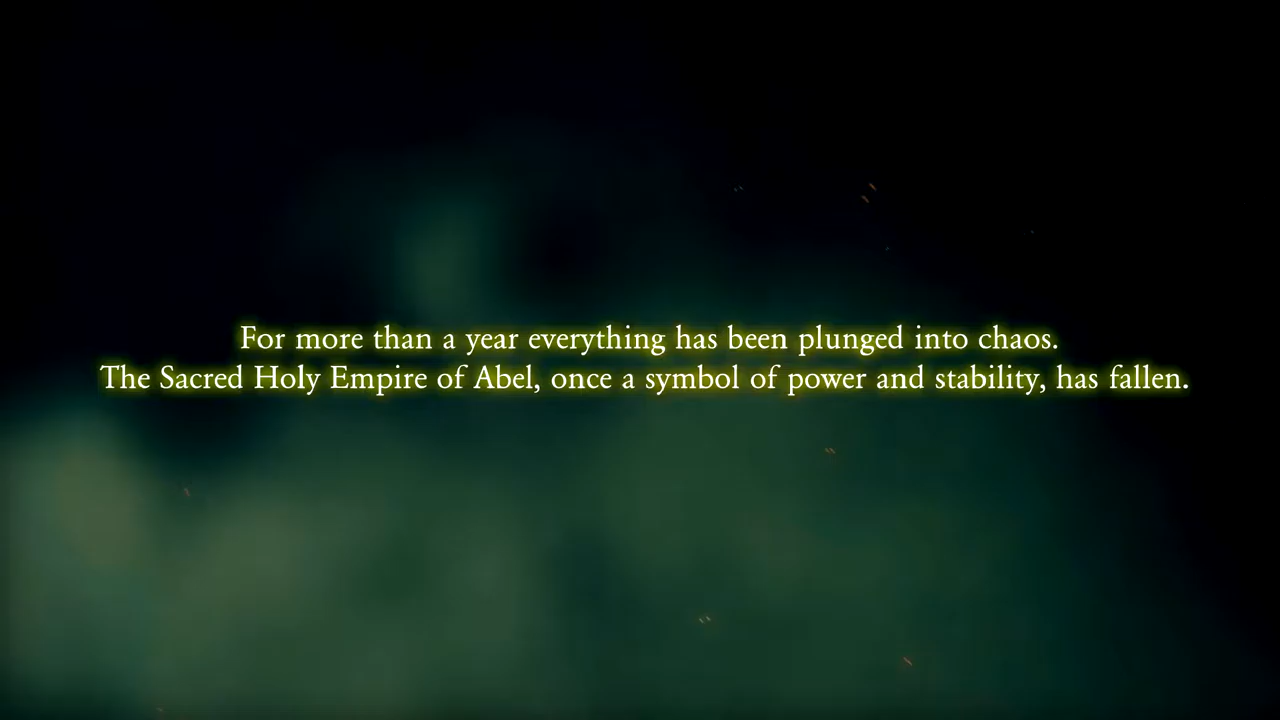 For more than a year everything has been plunged into chaos.
The Sacred Holy Empire of Abel, once a symbol of power and stability, has fallen.